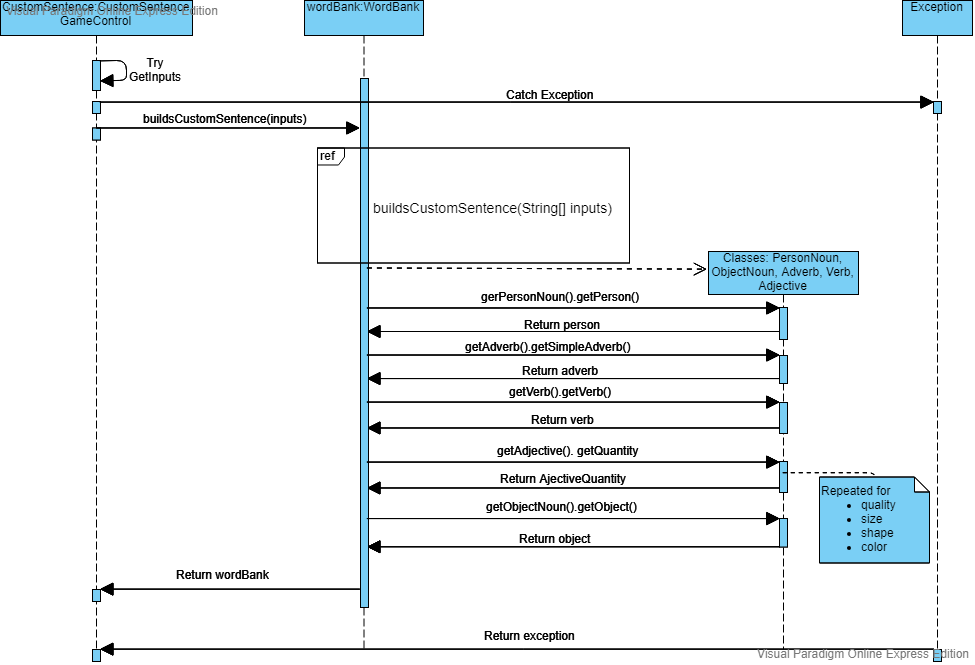 CustomSentence:CustomSentence
GameControl
Visual Paradigm Online Express Edition
wordBank:WordBank
Exception
Try
GetInputs
Catch Exception
buildsCustomSentence(inputs)
ref
buildsCustomSentence(String[] inputs)
Classes: PersonNoun,
ObjectNoun, Adverb, Verb,
Adjective
gerPersonNoun().getPerson()
Return person
getAdverb().getSimpleAdverb()
Return adverb
getVerb().getVerb()
Return verb
getAdjective(). getQuantity
Return AjectiveQuantity
Repeated for
• quality
• size
• shape
• color
getObjectNoun().getObject()
Return object
Return wordBank
Return exception
Visual Paradigm Online Express Edition